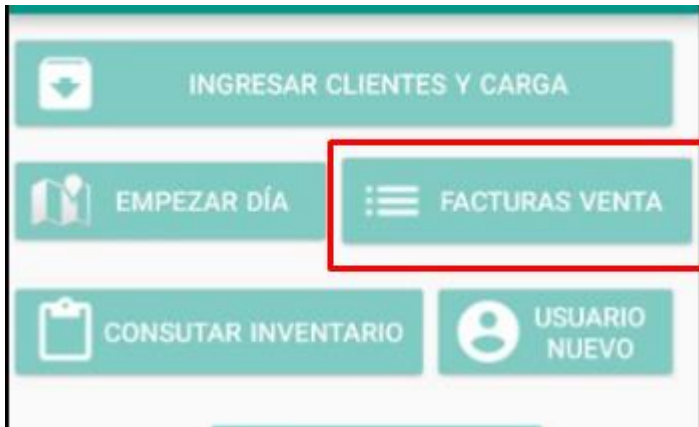 INGRESAR CLIENTES Y CARGA
EMPEZAR DÍA
FACTURAS VENTA
CONSUTAR INVENTARIO
USUARIO
NUEVO